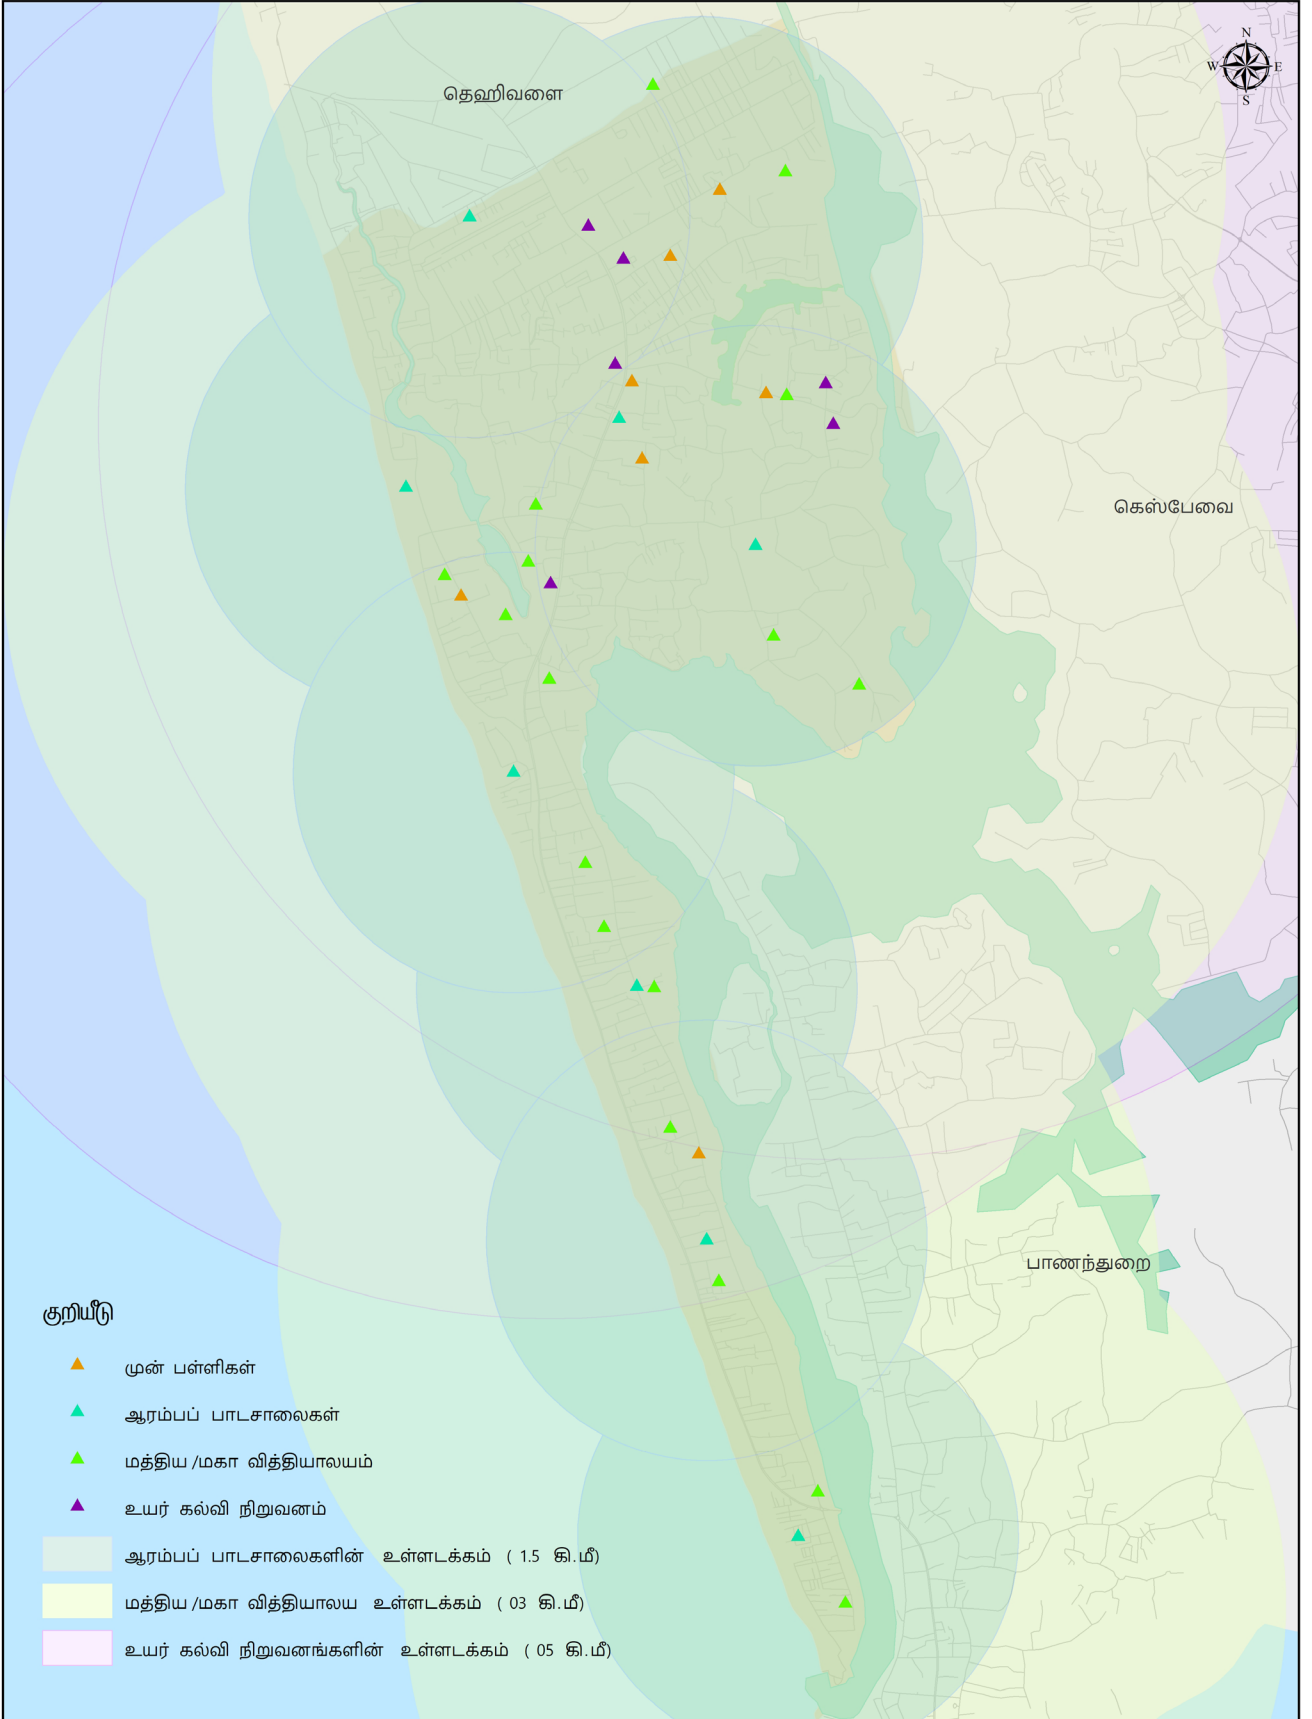 N
W E
S
தெஹிவளை
கெஸ்பேவை
பாணந்துறை
குறியீடு
முன் பள்ளிகள்
ஆரம்பப் பாடசாலைகள்
மத்திய /மகா வித்தியாலயம்
உயர் கல்வி நிறுவனம்
ஆரம்பப் பாடசாலைகளின் உள்ளடக்கம் ( 1.5 கி.மீ)
மத்திய /மகா வித்தியாலய உள்ளடக்கம் ( 03 கி.மீ)
உயர் கல்வி நிறுவனங்களின் உள்ளடக்கம் ( 05 கி.மீ)